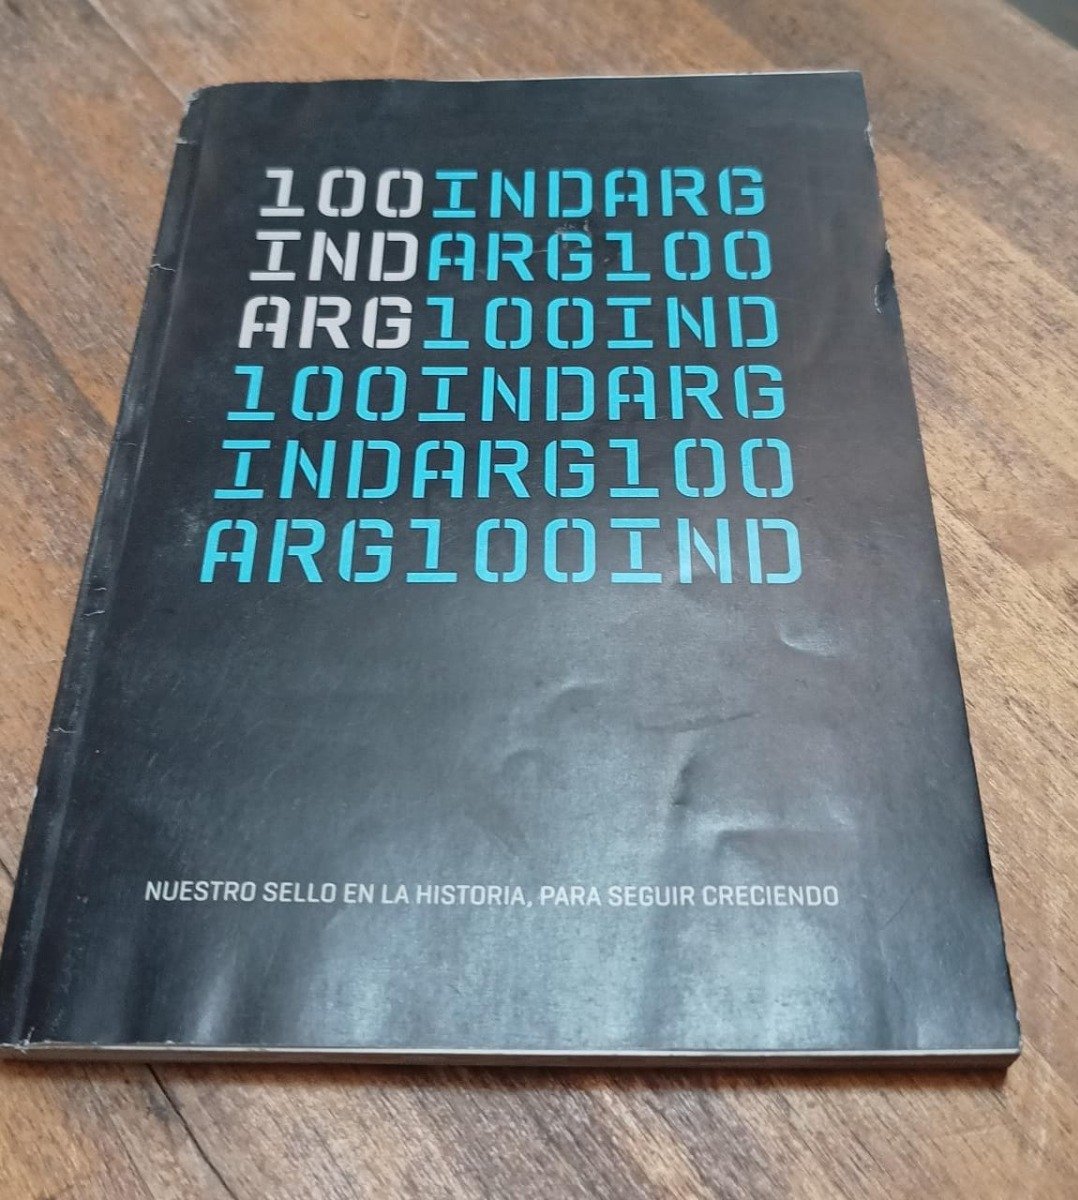 100INDARG
INDARG100
ARG100IND
100INDARG
INDARG100
ARG100IND
NUESTRO SELLO EN LA HISTORIA, PARA SEGUIR CRECIENDO